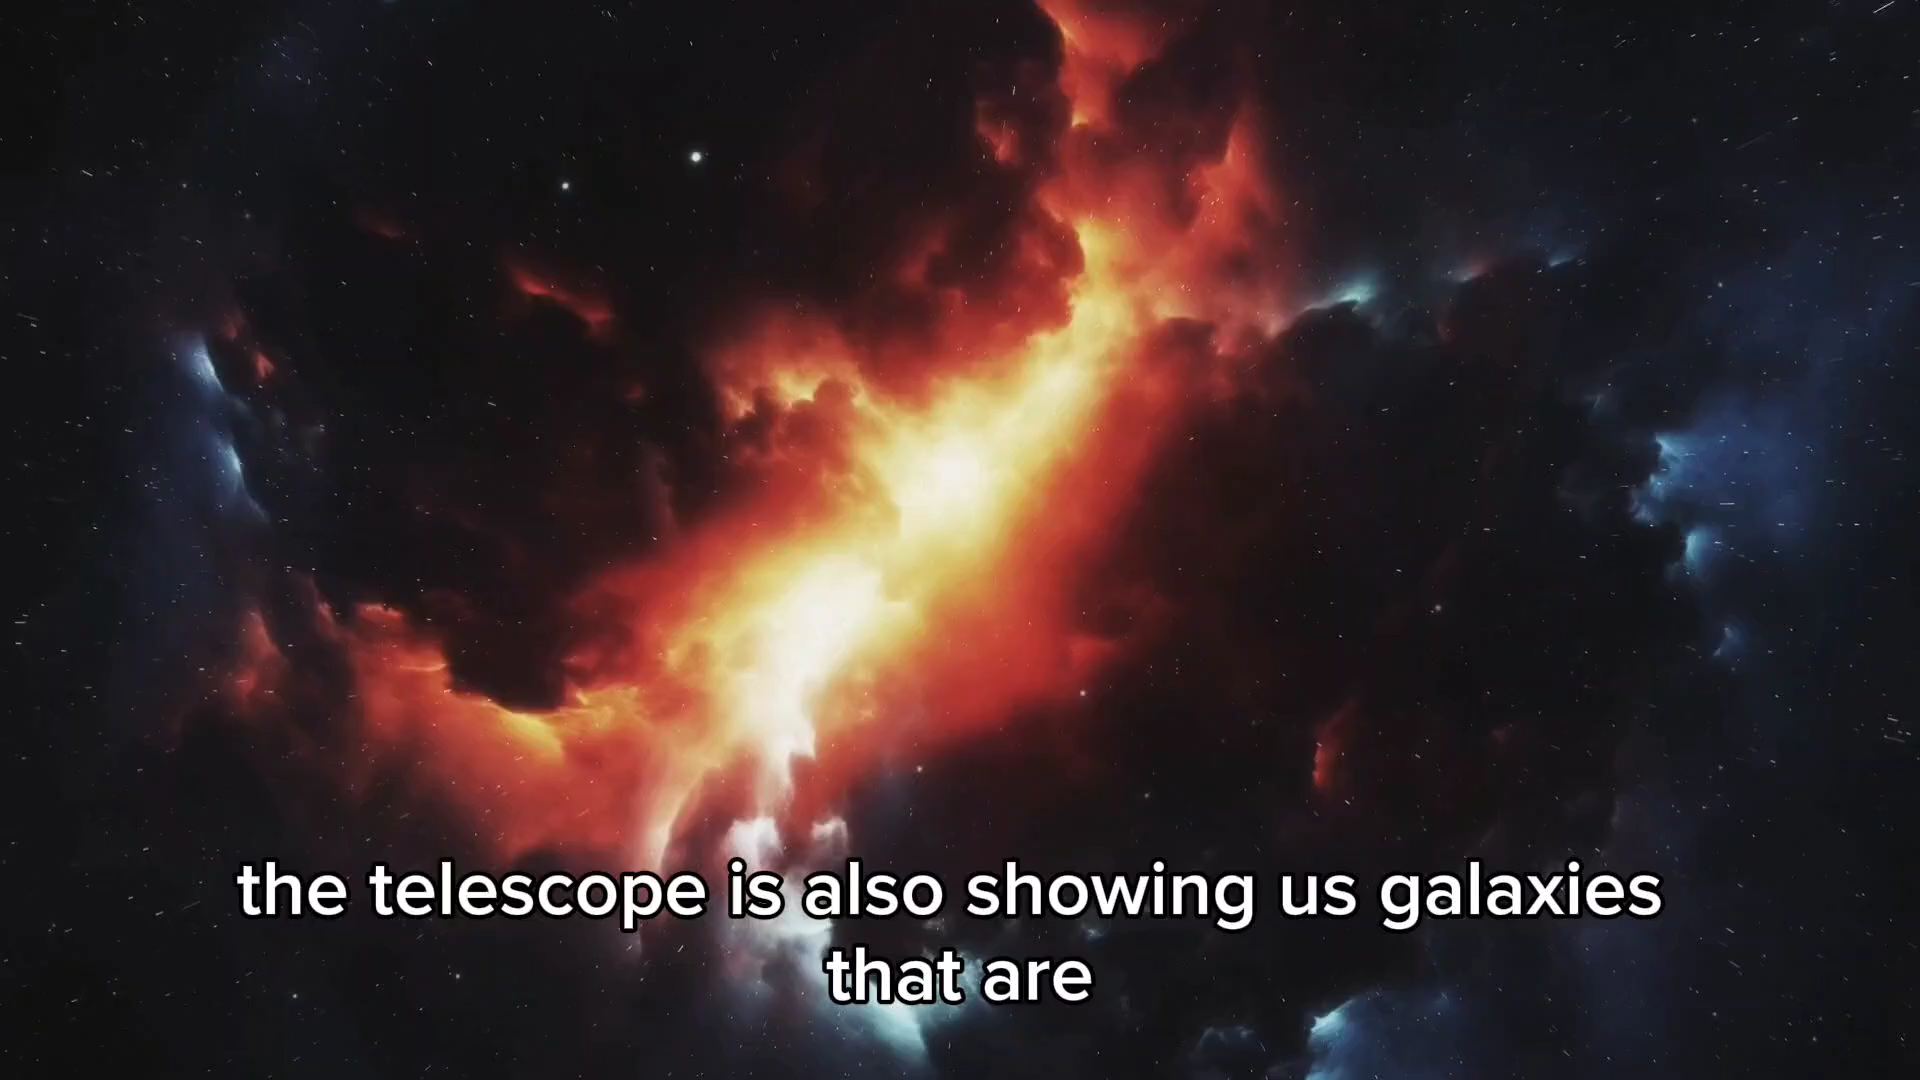 the telescope is also showing us galaxies
that are